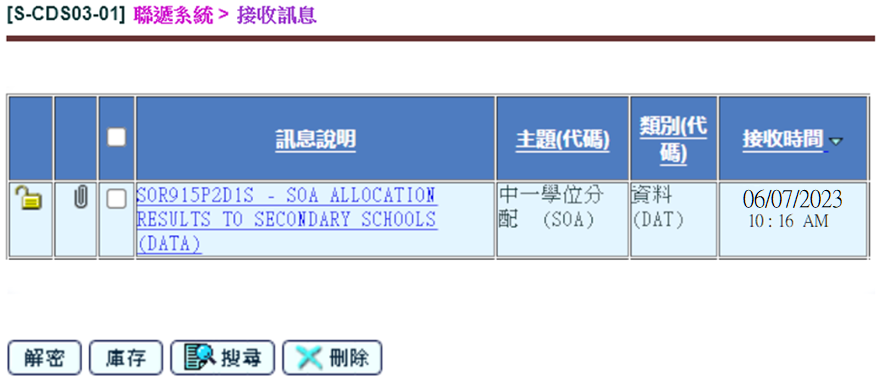 [S-CDS03-01] 聯遞系統 > 接收訊息
訊息說明
主題(代碼)
類別(代
碼)
接收時間
SOR915P2D1S - SOA ALLOCATION
RESULTS TO SECONDARY SCHOOLS
(DATA)
中一學位分
配 (SOA)
資料
(DAT)
06/07/2023
10:16 AM
解密
庫存
搜尋
刪除